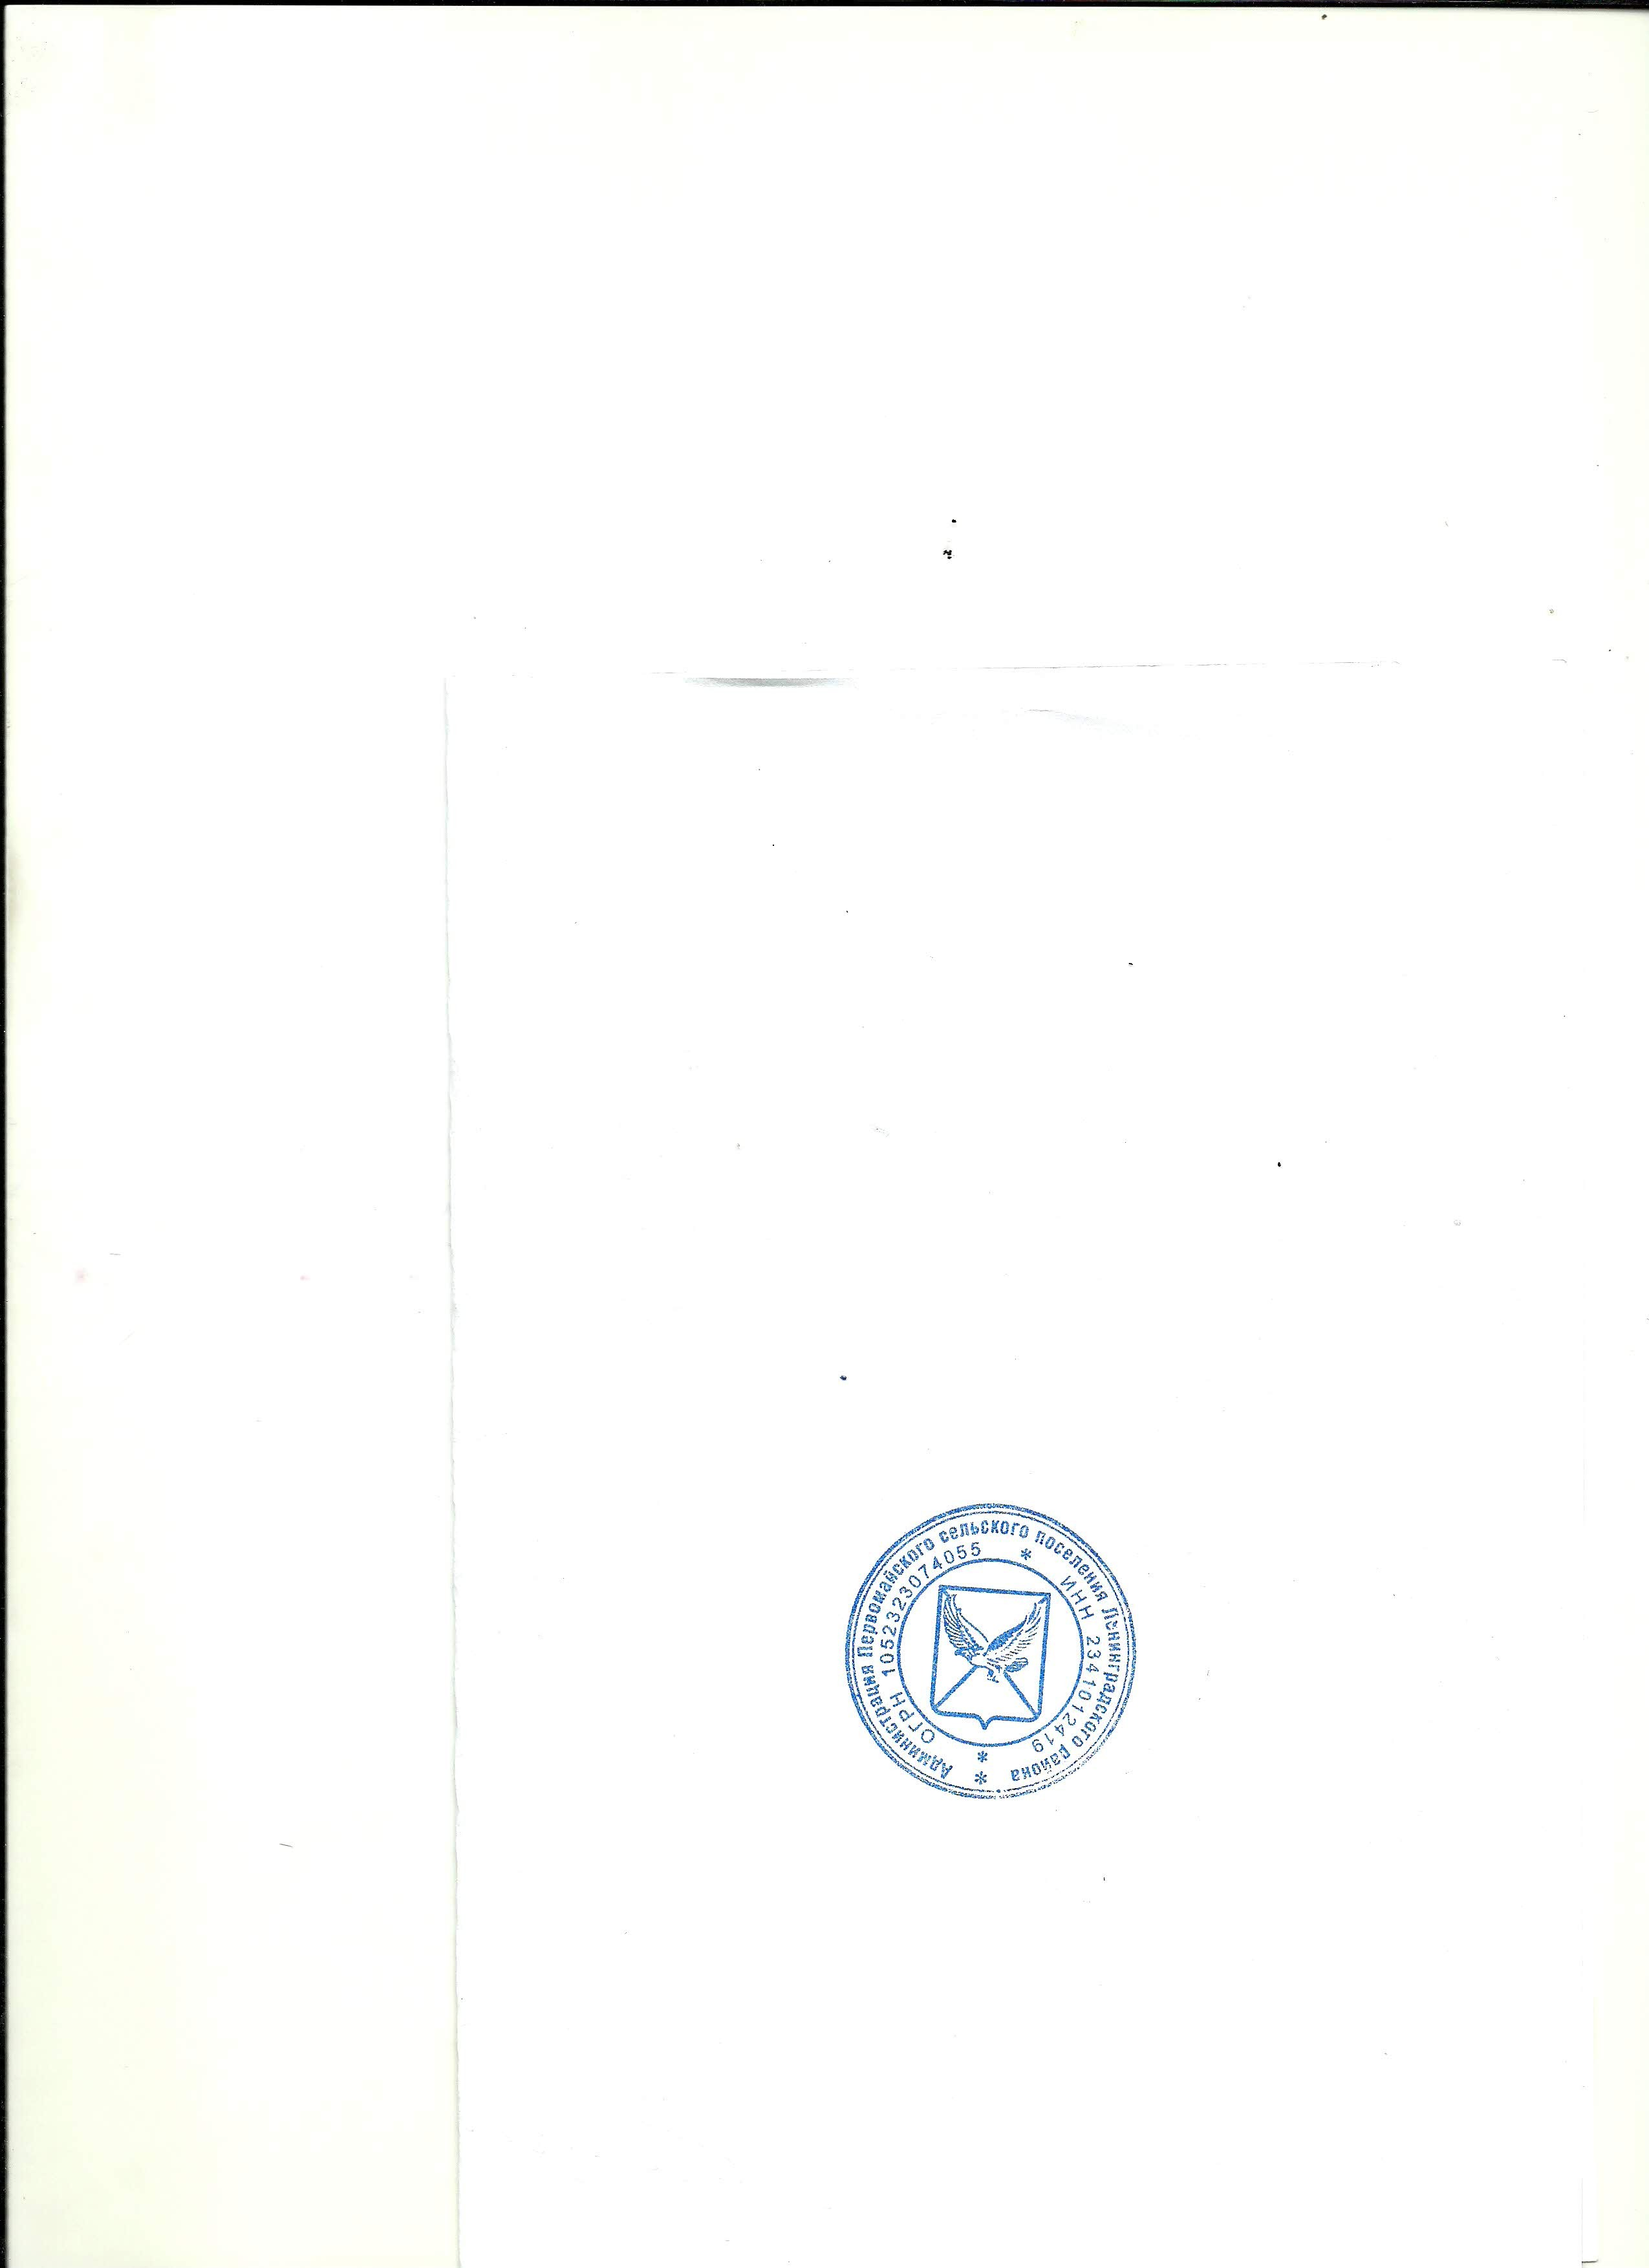 Администрация Первомайского сельского поселения Ленинградского района *
ОГРН 1052323074055 * ИНН 2341012419 *